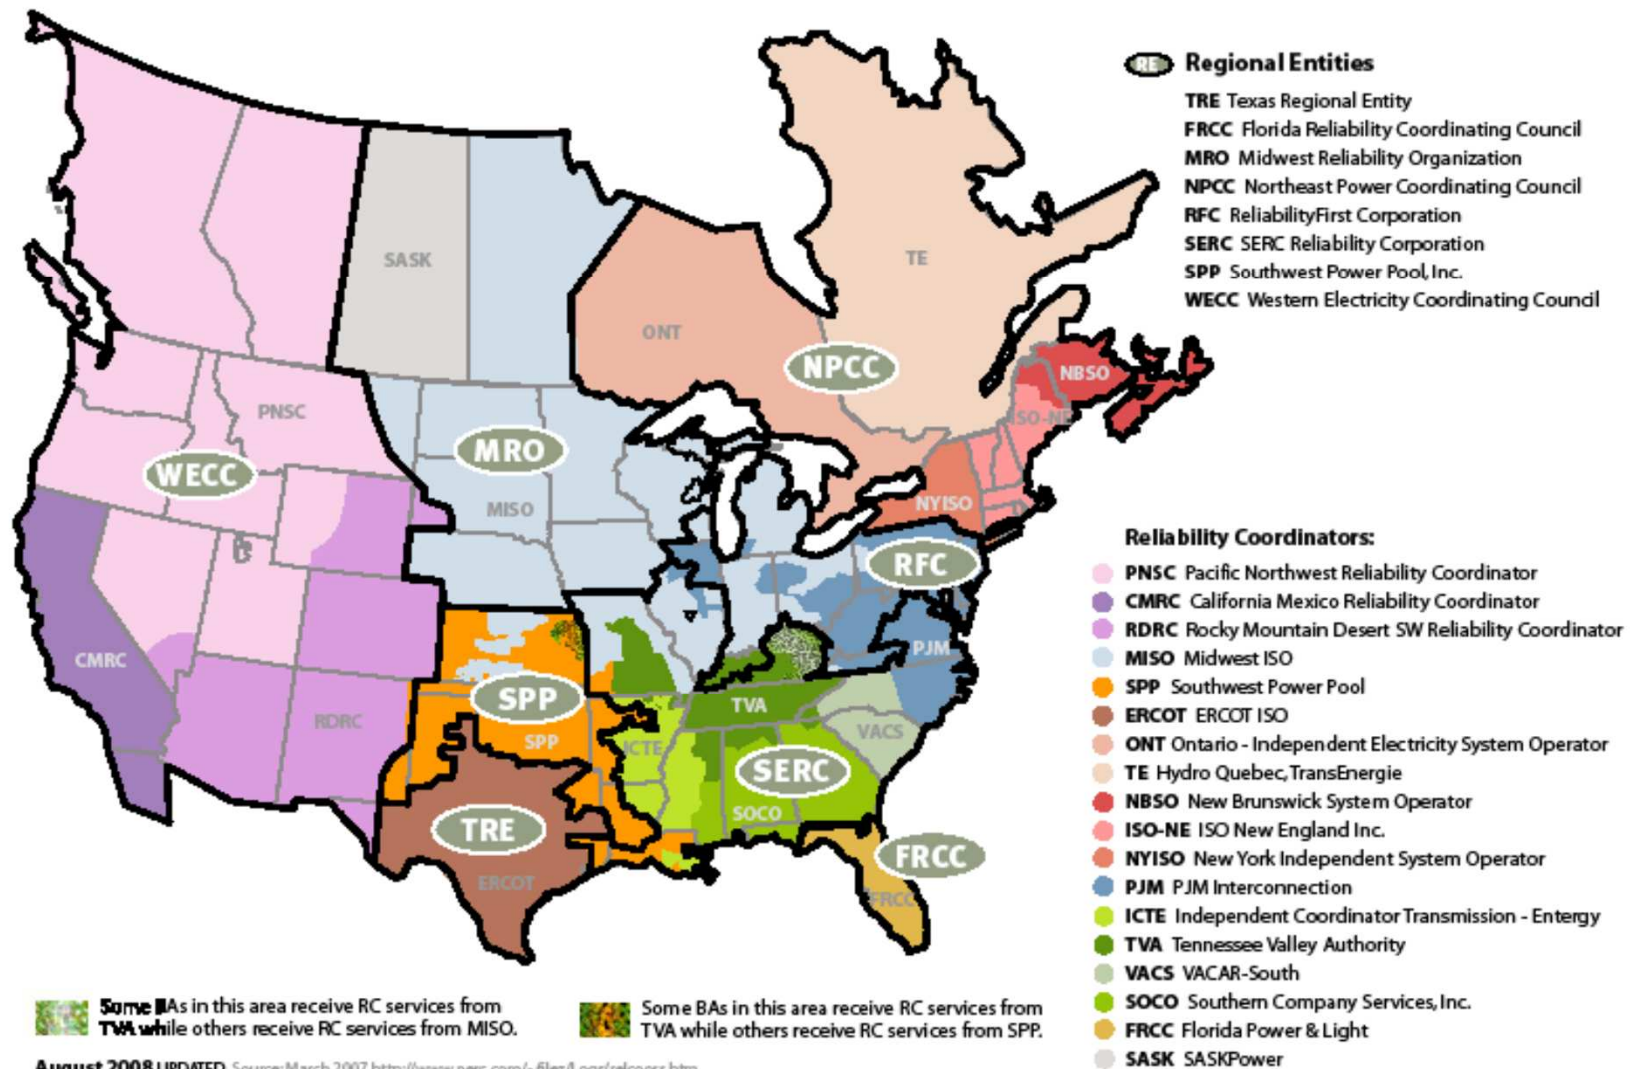 RE Regional Entities
TRE Texas Regional Entity
FRCC Florida Reliability Coordinating Council
MRO Midwest Reliability Organization
NPCC Northeast Power Coordinating Council
RFC ReliabilityFirst Corporation
SERC SERC Reliability Corporation
SPP Southwest Power Pool, Inc.
WECC Western Electricity Coordinating Council
SASK
TE
ONT
NPCC
NBSO
ISO-NE
PNSC
MRO
WECC
MISO
NYISO
RFC
PJM
CMRC
SPP
TVA
RDRC
SPP
ICTE
VACS
SERC
SOCO
TRE
FRCC
ERCOT
FRCC
Reliability Coordinators:
PNSC Pacific Northwest Reliability Coordinator
CMRC California Mexico Reliability Coordinator
RDRC Rocky Mountain Desert SW Reliability Coordinator
MISO Midwest ISO
SPP Southwest Power Pool
ERCOT ERCOT ISO
ONT Ontario - Independent Electricity System Operator
TE Hydro Quebec, TransEnergie
NBSO New Brunswick System Operator
ISO-NE ISO New England Inc.
NYISO New York Independent System Operator
PJM PJM Interconnection
ICTE Independent Coordinator Transmission - Entergy
TVA Tennessee Valley Authority
VACS VACAR-South
SOCO Southern Company Services, Inc.
FRCC Florida Power & Light
SASK SASKPower
Some BAs in this area receive RC services from
TVA while others receive RC services from MISO.
Some BAs in this area receive RC services from
TVA while others receive RC services from SPP.
August 2008 UPDATED Source: March 2007